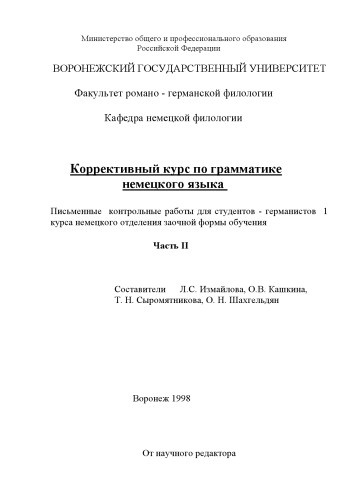 Министерство общего и профессионального образования
Российской Федерации
ВОРОНЕЖСКИЙ ГОСУДАРСТВЕННЫЙ УНИВЕРСИТЕТ
Факультет романо - германской филологии
Кафедра немецкой филологии
Коррективный курс по грамматике
немецкого языка
Письменные контрольные работы для студентов - германистов 1
курса немецкого отделения заочной формы обучения
Часть II
Составители Л.С. Измайлова, О.В. Кашкина,
Т. Н. Сыромятникова, О. Н. Шахгельдян
Воронеж 1998
От научного редактора